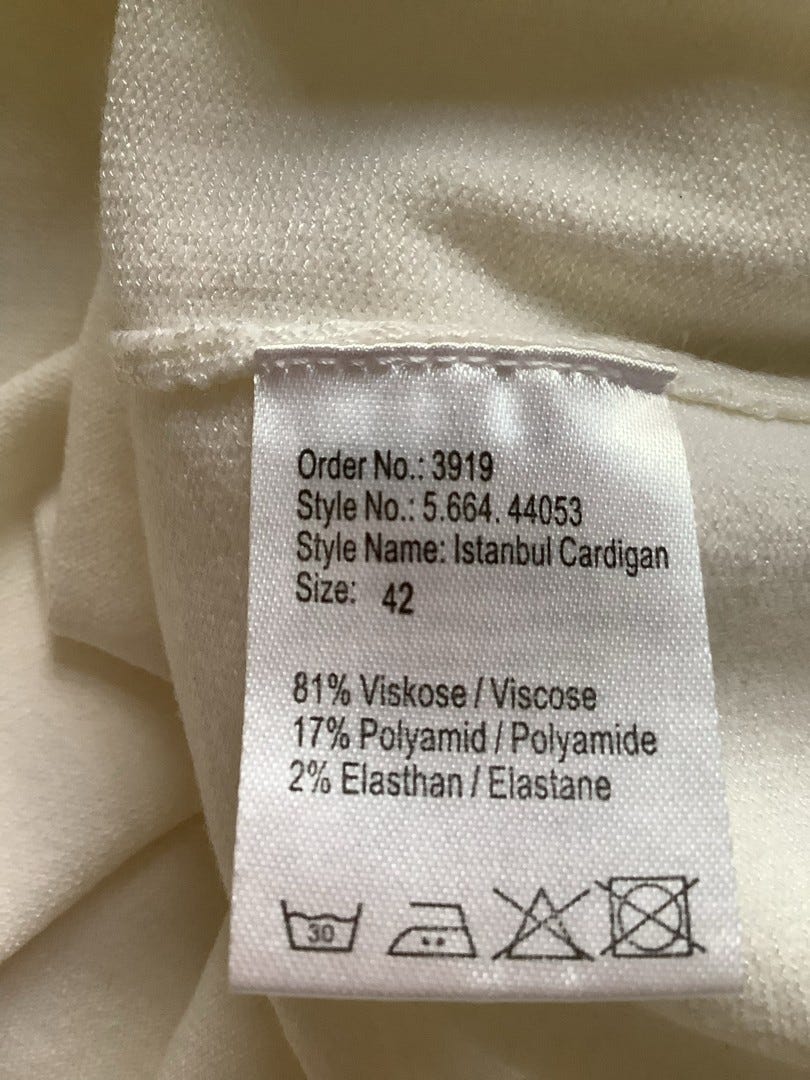 Order No.: 3919
Style No.: 5.664. 44053
Style Name: Istanbul Cardigan
Size: 42
81% Viskose / Viscose
17% Polyamid / Polyamide
2% Elasthan / Elastane
30